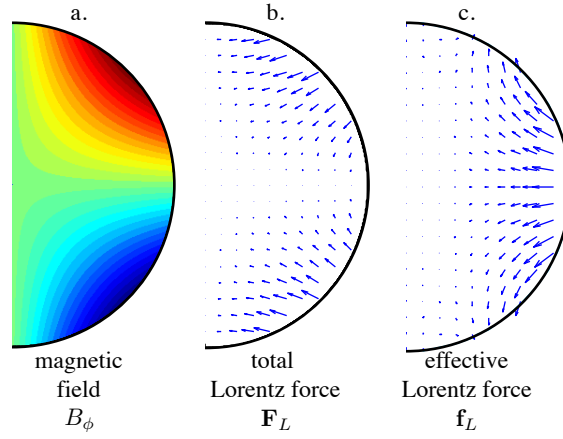 a. b. c.
magnetic total effective
field Lorentz force Lorentz force
B_ϕ F_L f_L